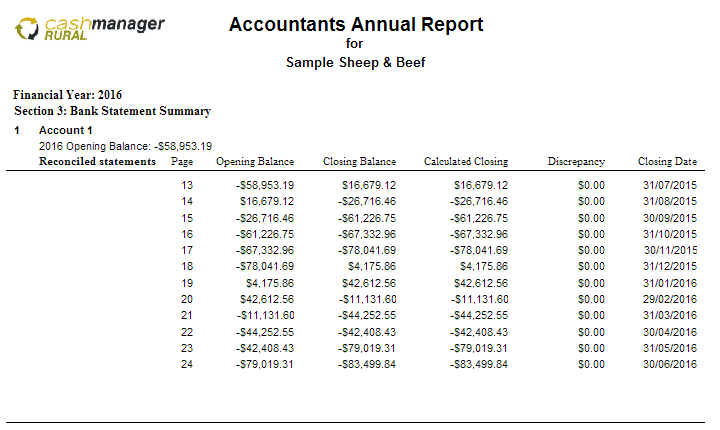 cashmanager
RURAL
Accountants Annual Report
for
Sample Sheep & Beef
Financial Year: 2016
Section 3: Bank Statement Summary
1 Account 1
2016 Opening Balance: -$58,953.19
Reconciled statements Page Opening Balance Closing Balance Calculated Closing Discrepancy Closing Date
13 -$58,953.19 $16,679.12 $16,679.12 $0.00 31/07/2015
14 $16,679.12 -$26,716.46 -$26,716.46 $0.00 31/08/2015
15 -$26,716.46 -$61,226.75 -$61,226.75 $0.00 30/09/2015
16 -$61,226.75 -$67,332.96 -$67,332.96 $0.00 31/10/2015
17 -$67,332.96 -$78,041.69 -$78,041.69 $0.00 30/11/2015
18 -$78,041.69 $4,175.86 $4,175.86 $0.00 31/12/2015
19 $4,175.86 $42,612.56 $42,612.56 $0.00 31/01/2016
20 $42,612.56 -$11,131.60 -$11,131.60 $0.00 29/02/2016
21 -$11,131.60 -$44,252.55 -$44,252.55 $0.00 31/03/2016
22 -$44,252.55 -$42,408.43 -$42,408.43 $0.00 30/04/2016
23 -$42,408.43 -$79,019.31 -$79,019.31 $0.00 31/05/2016
24 -$79,019.31 -$83,499.84 -$83,499.84 $0.00 30/06/2016